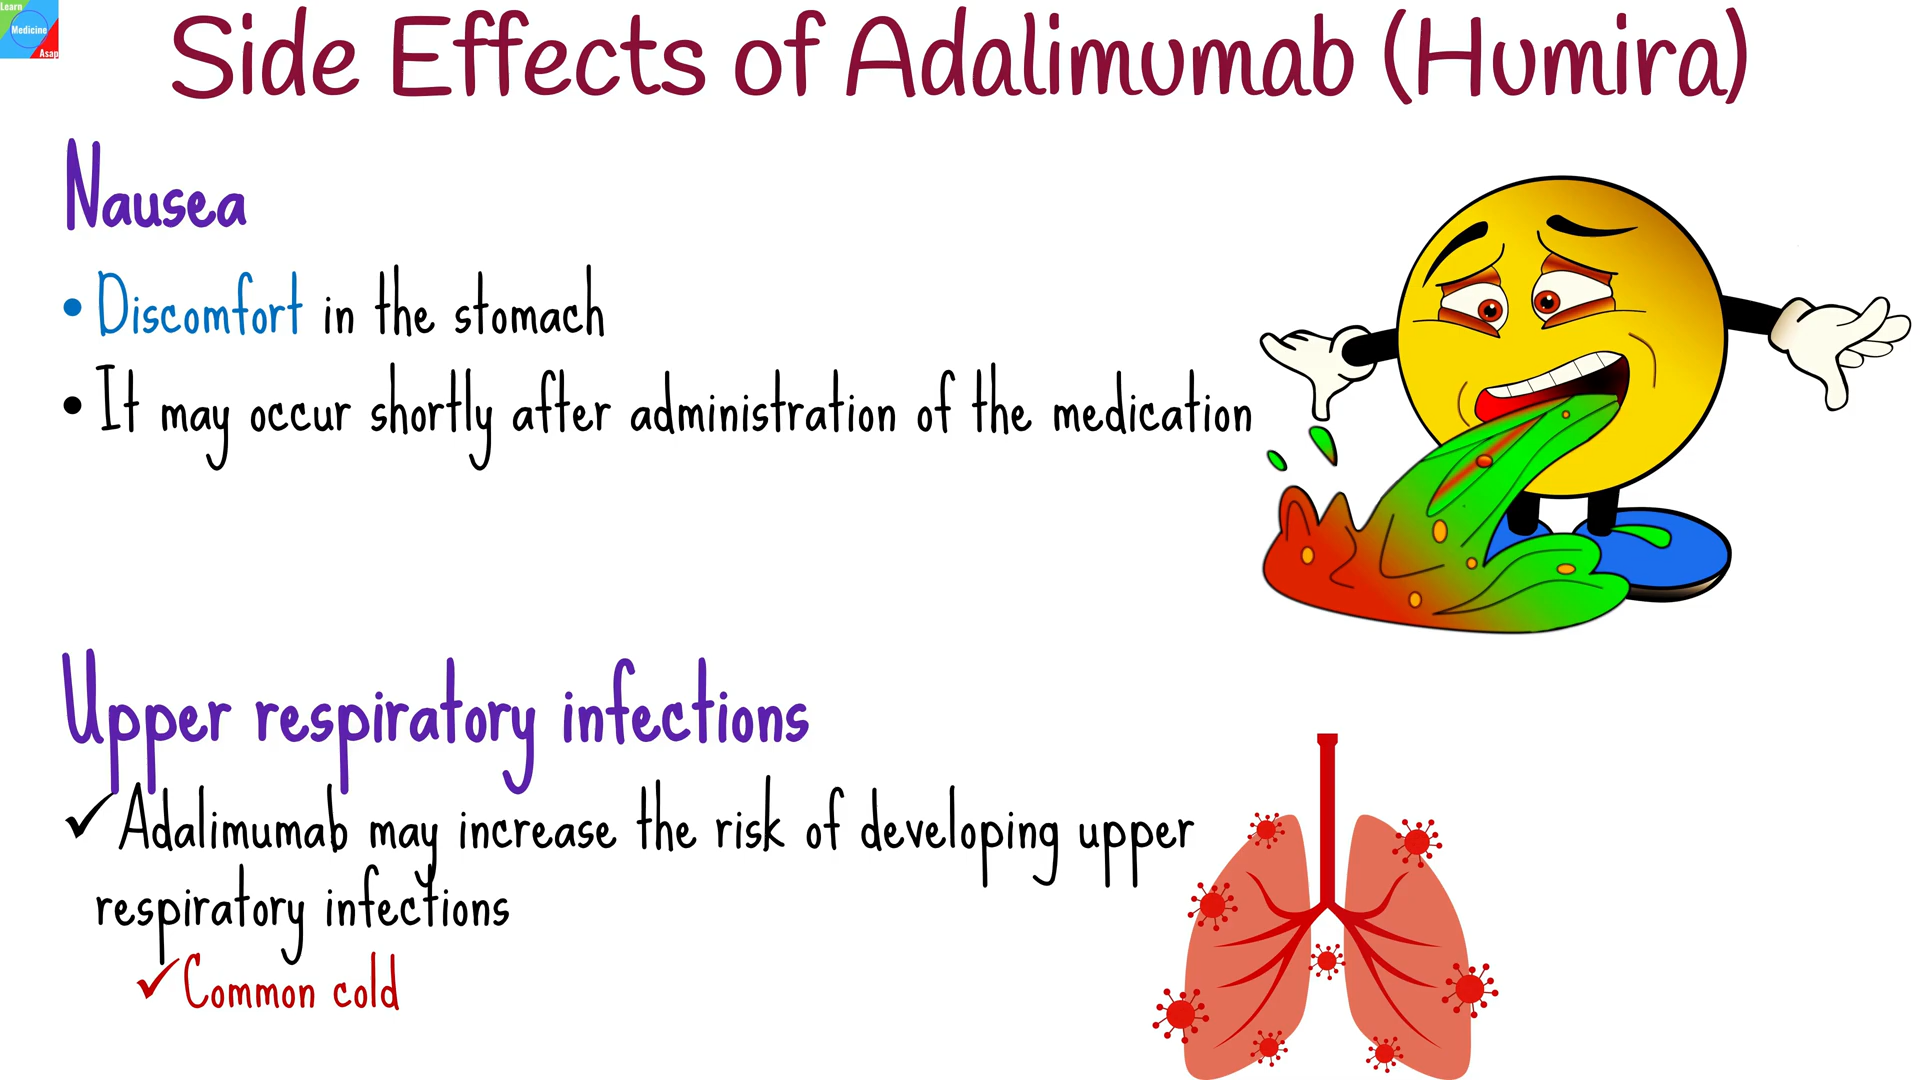 Learn
Medicine
Asap
Side Effects of Adalimumab (Humira)
Nausea
• Discomfort in the stomach
• It may occur shortly after administration of the medication
Upper respiratory infections
✓ Adalimumab may increase the risk of developing upper
respiratory infections
✓ Common cold